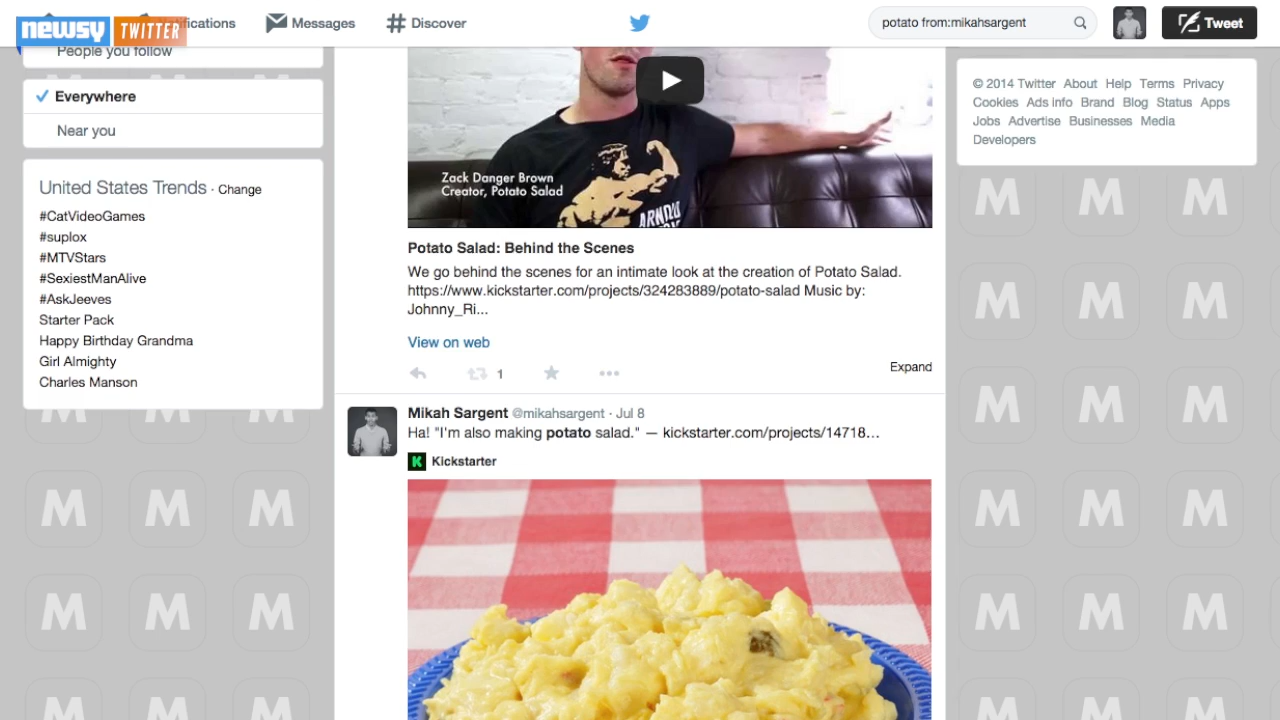 newsy TWITTER
Messages
Discover
potato from:mikahsargent
Tweet
People you follow
Everywhere
Near you
United States Trends · Change
#CatVideoGames
#suplox
#MTVStars
#SexiestManAlive
#AskJeeves
Starter Pack
Happy Birthday Grandma
Girl Almighty
Charles Manson
Zack Danger Brown
Creator, Potato Salad
ARNOLD
Potato Salad: Behind the Scenes
We go behind the scenes for an intimate look at the creation of Potato Salad.
https://www.kickstarter.com/projects/324283889/potato-salad Music by:
Johnny_Ri...
View on web
1
Expand
Mikah Sargent @mikahsargent · Jul 8
Ha! "I'm also making potato salad." — kickstarter.com/projects/14718...
K Kickstarter
© 2014 Twitter About Help Terms Privacy
Cookies Ads info Brand Blog Status Apps
Jobs Advertise Businesses Media
Developers
M M M
M M M
M M M
M M M
M M M
M M M
M M M